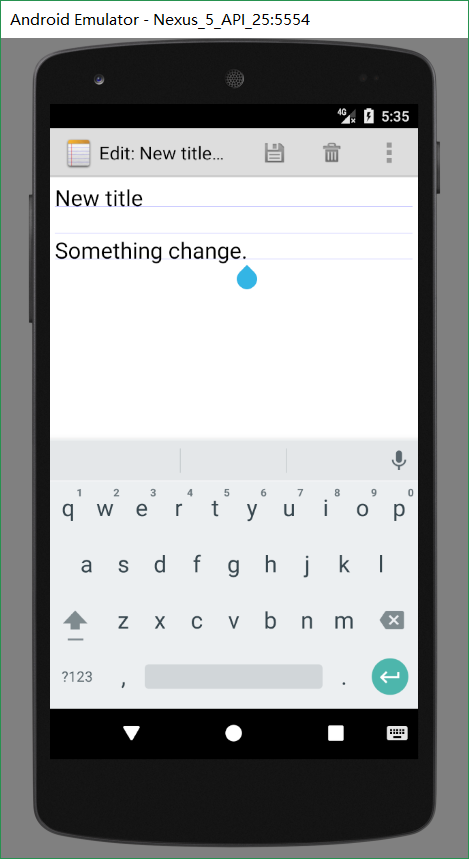 Android Emulator - Nexus_5_API_25:5554
4G 5:35
Edit: New title...
New title
Something change.
1 2 3 4 5 6 7 8 9 0
q w e r t y u i o p
a s d f g h j k l
z x c v b n m
?123 , .